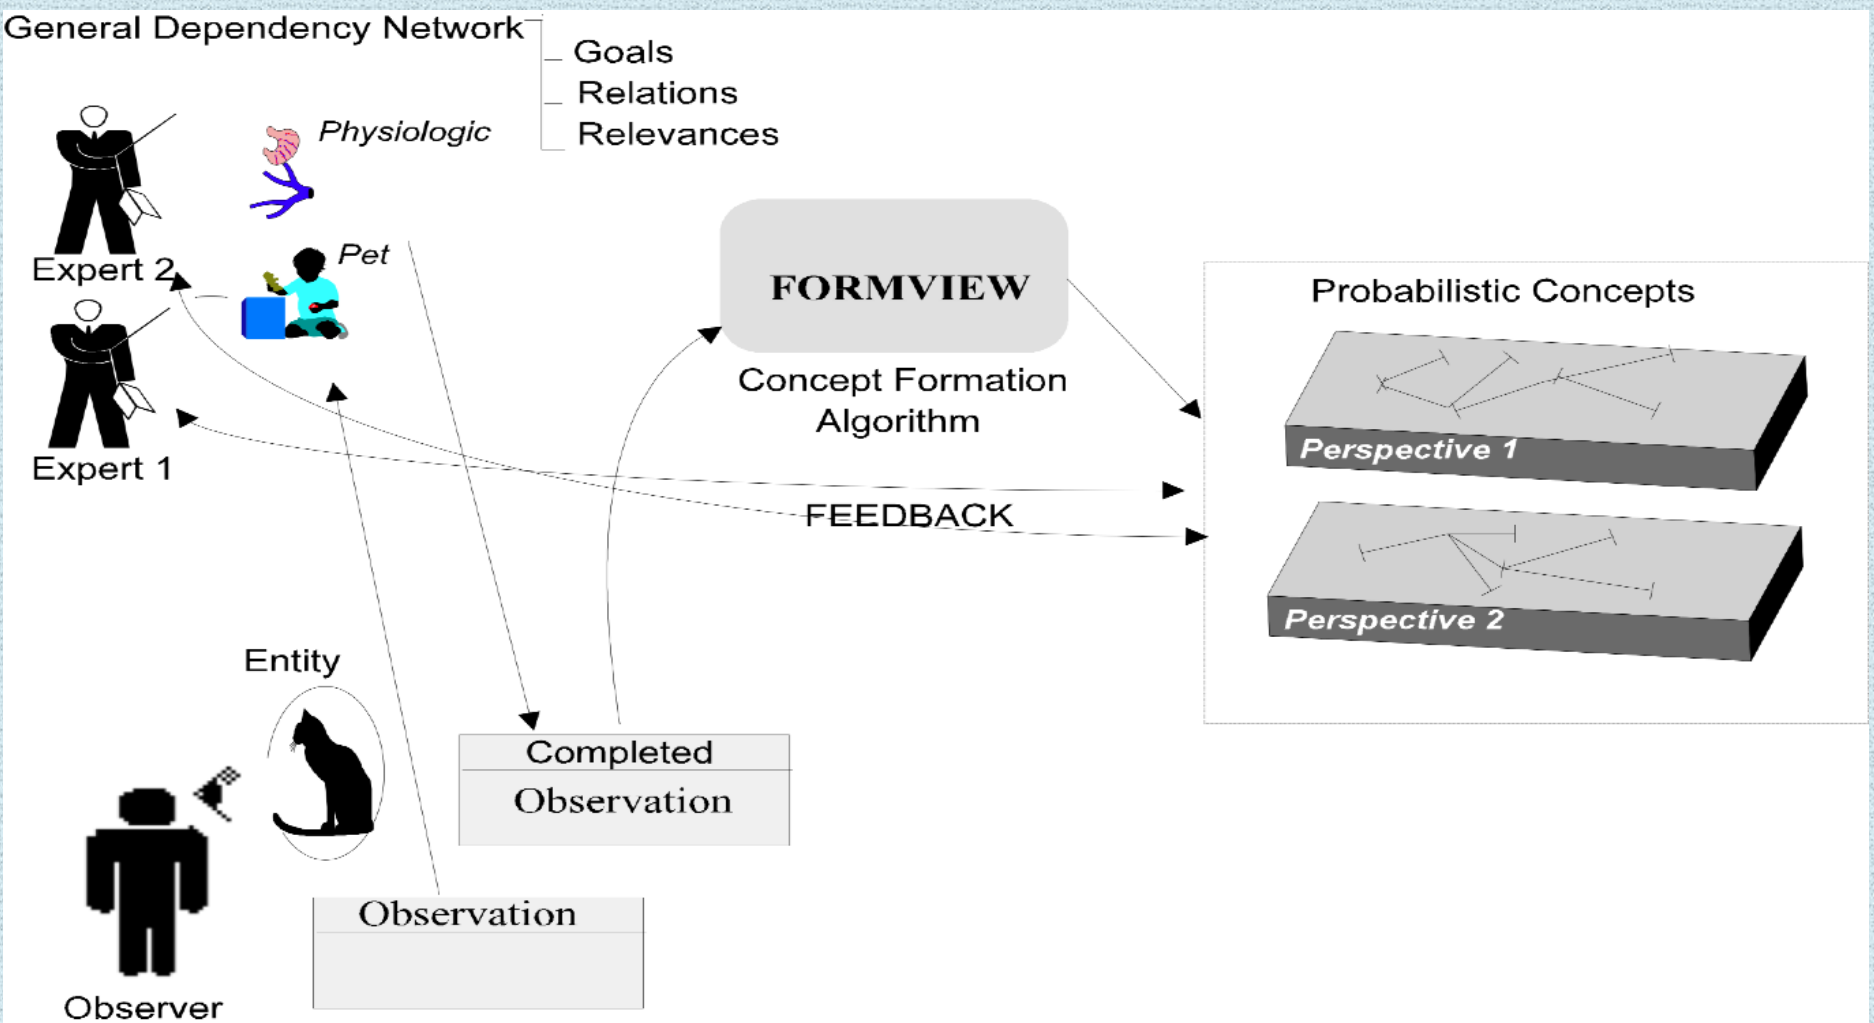 General Dependency Network
Goals
Relations
Relevances
Physiologic
Expert 2
Pet
Expert 1
FORMVIEW
Concept Formation
Algorithm
FEEDBACK
Probabilistic Concepts
Perspective 1
Perspective 2
Entity
Completed
Observation
Observation
Observer